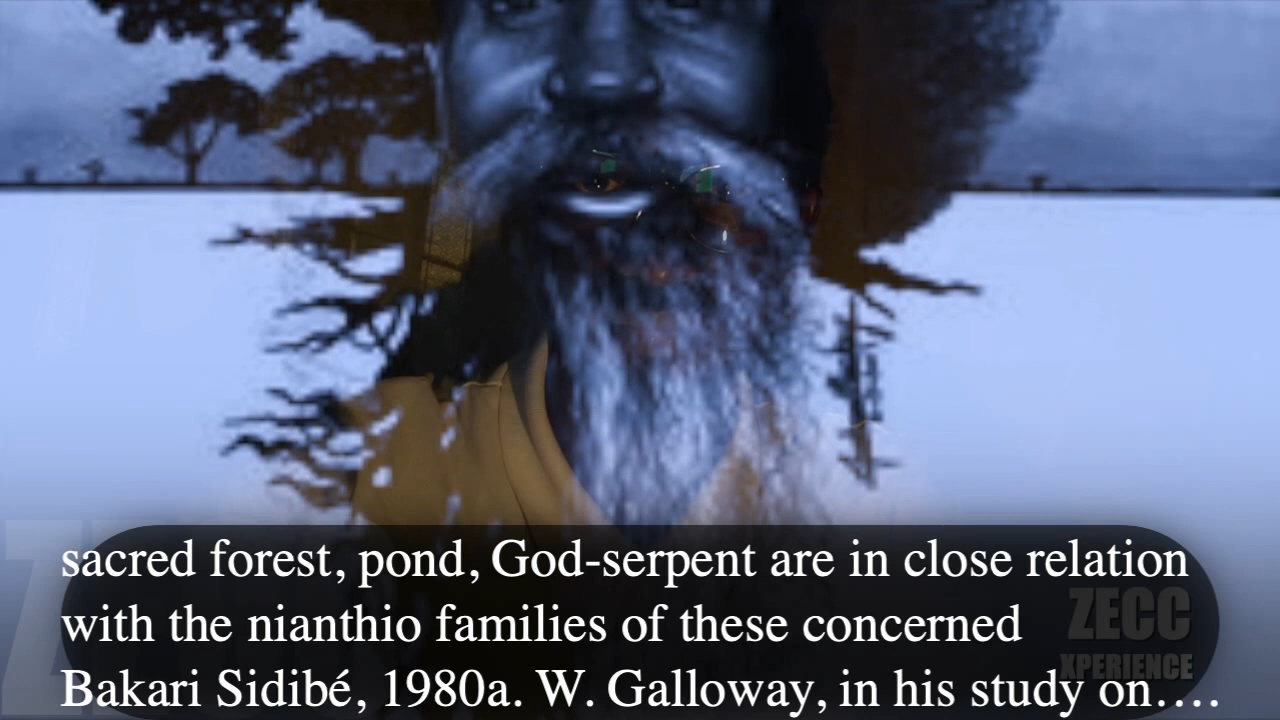 sacred forest, pond, God-serpent are in close relation
with the nianthio families of these concerned
ZECC
XPERIENCE
Bakari Sidibé, 1980a. W. Galloway, in his study on….